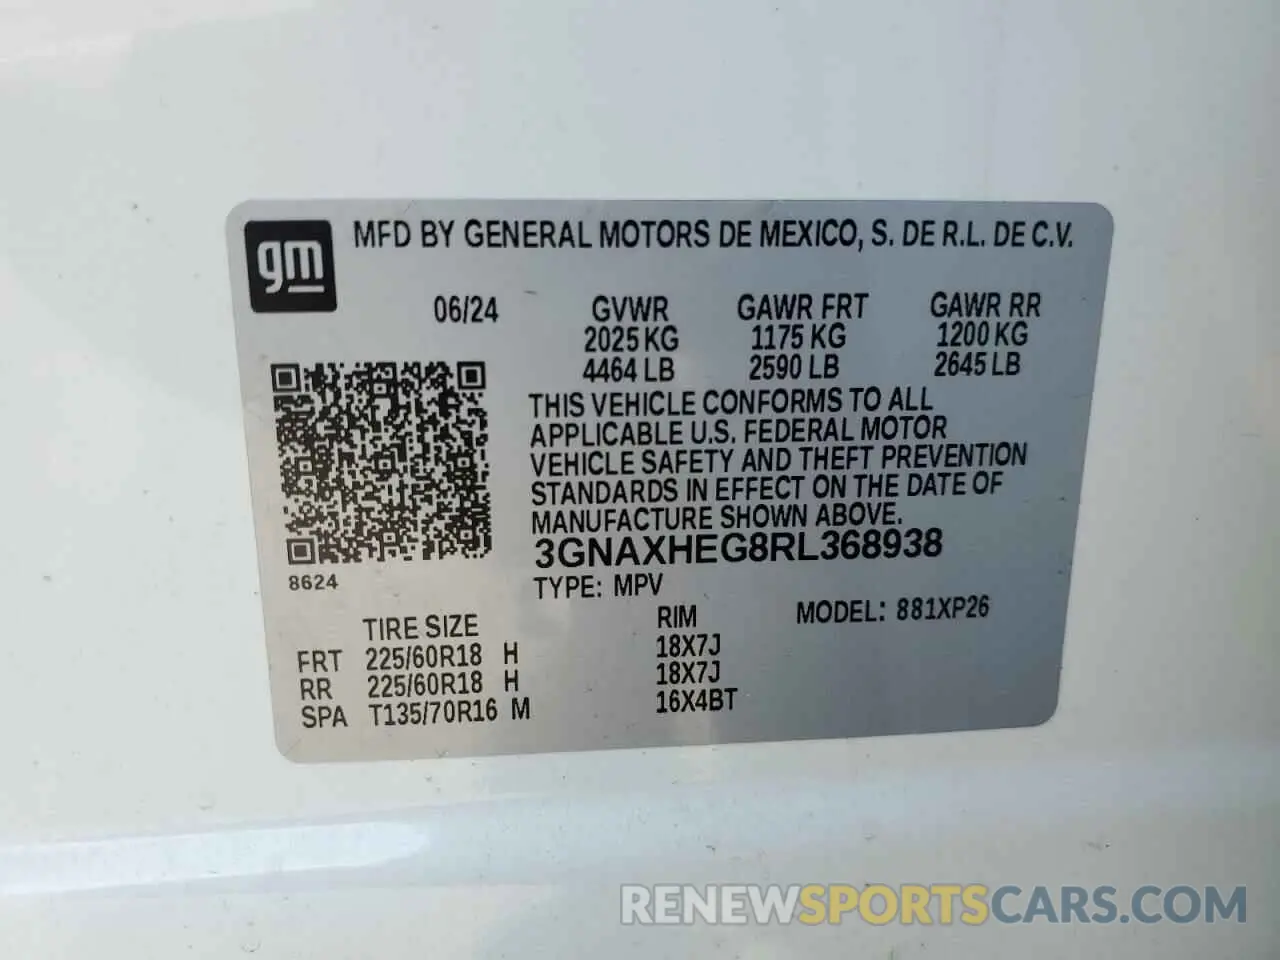 gm
MFD BY GENERAL MOTORS DE MEXICO, S. DE R.L. DE C.V.
06/24 GVWR GAWR FRT GAWR RR
2025 KG 1175 KG 1200 KG
4464 LB 2590 LB 2645 LB
THIS VEHICLE CONFORMS TO ALL
APPLICABLE U.S. FEDERAL MOTOR
VEHICLE SAFETY AND THEFT PREVENTION
STANDARDS IN EFFECT ON THE DATE OF
MANUFACTURE SHOWN ABOVE.
3GNAXHEG8RL368938
8624
TYPE: MPV
TIRE SIZE RIM MODEL: 881XP26
FRT 225/60R18 H 18X7J
RR 225/60R18 H 18X7J
SPA T135/70R16 M 16X4BT
RENEWSPORTSCARS.COM